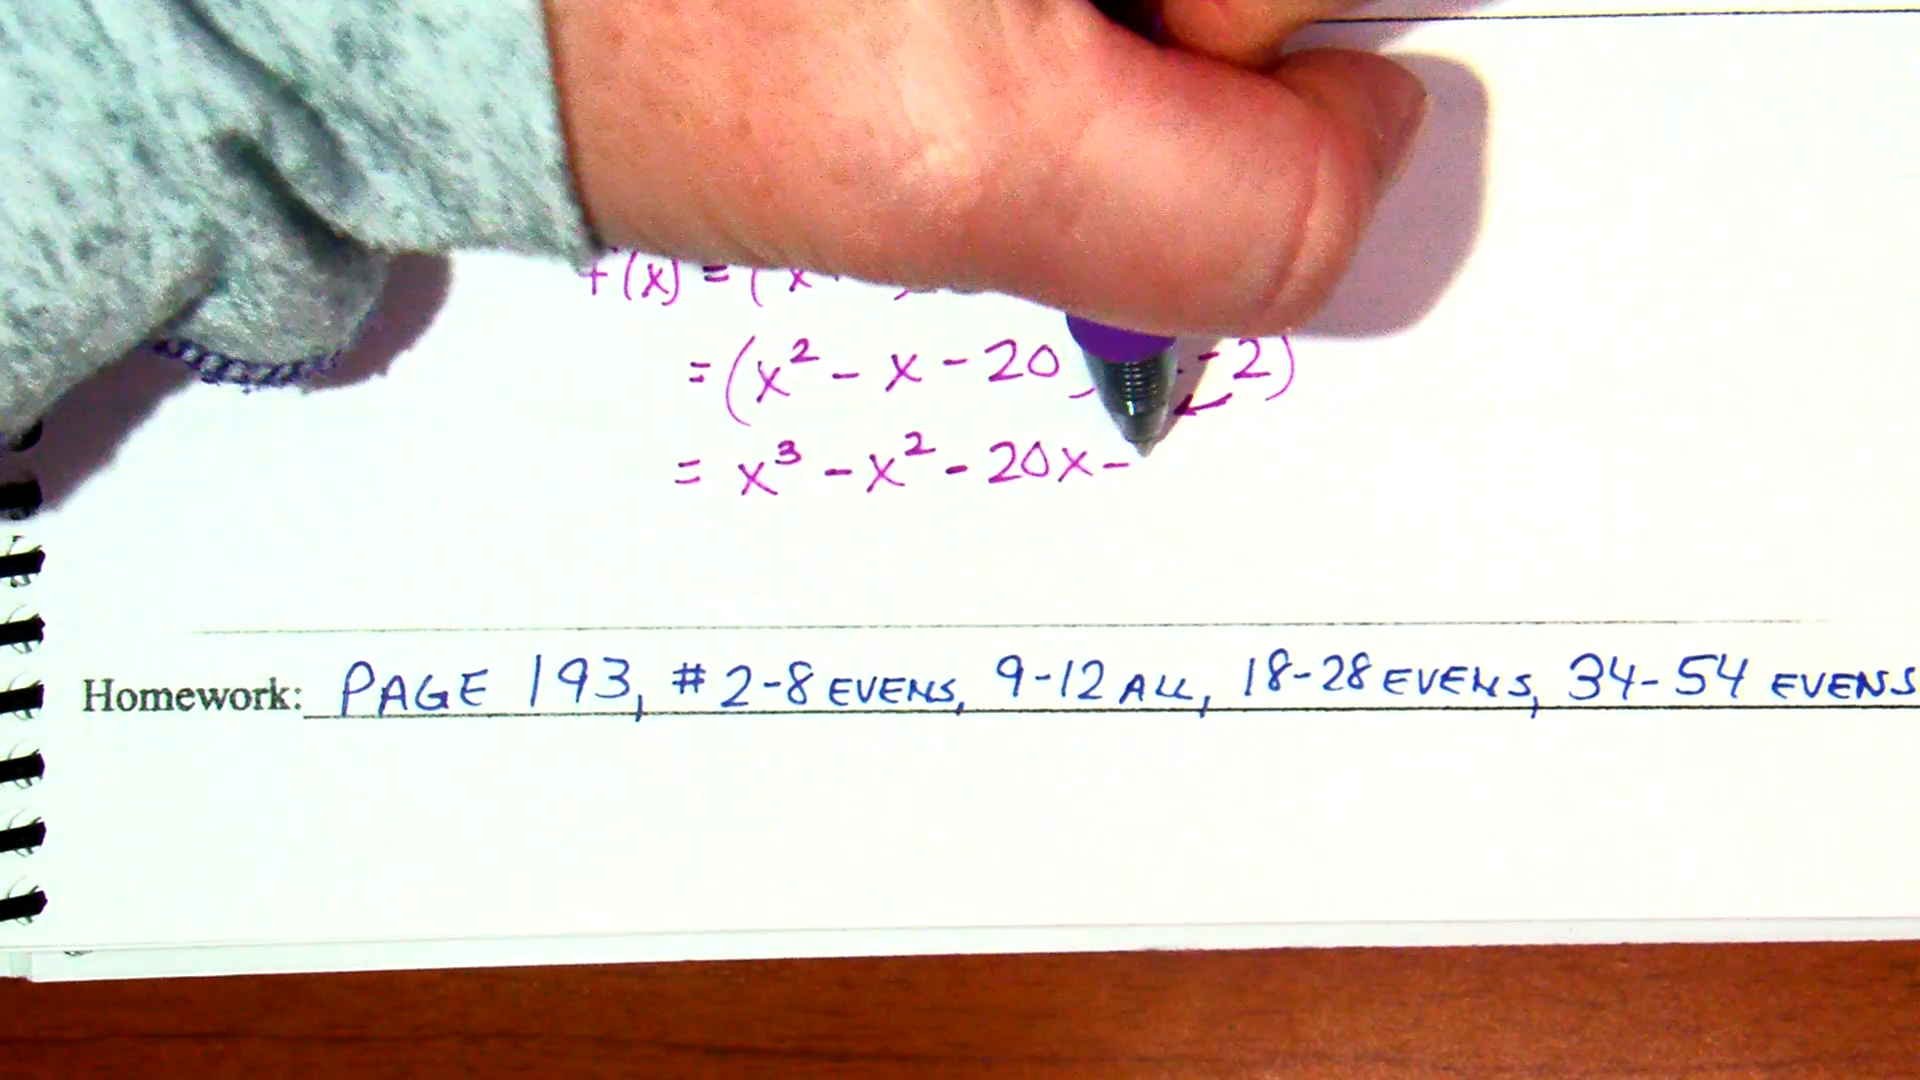 f(x) = (x
= (x² - x - 20 - 2)
= x³ - x² - 20x -
Homework: PAGE 193, # 2-8 EVENS, 9-12 ALL, 18-28 EVENS, 34-54 EVENS